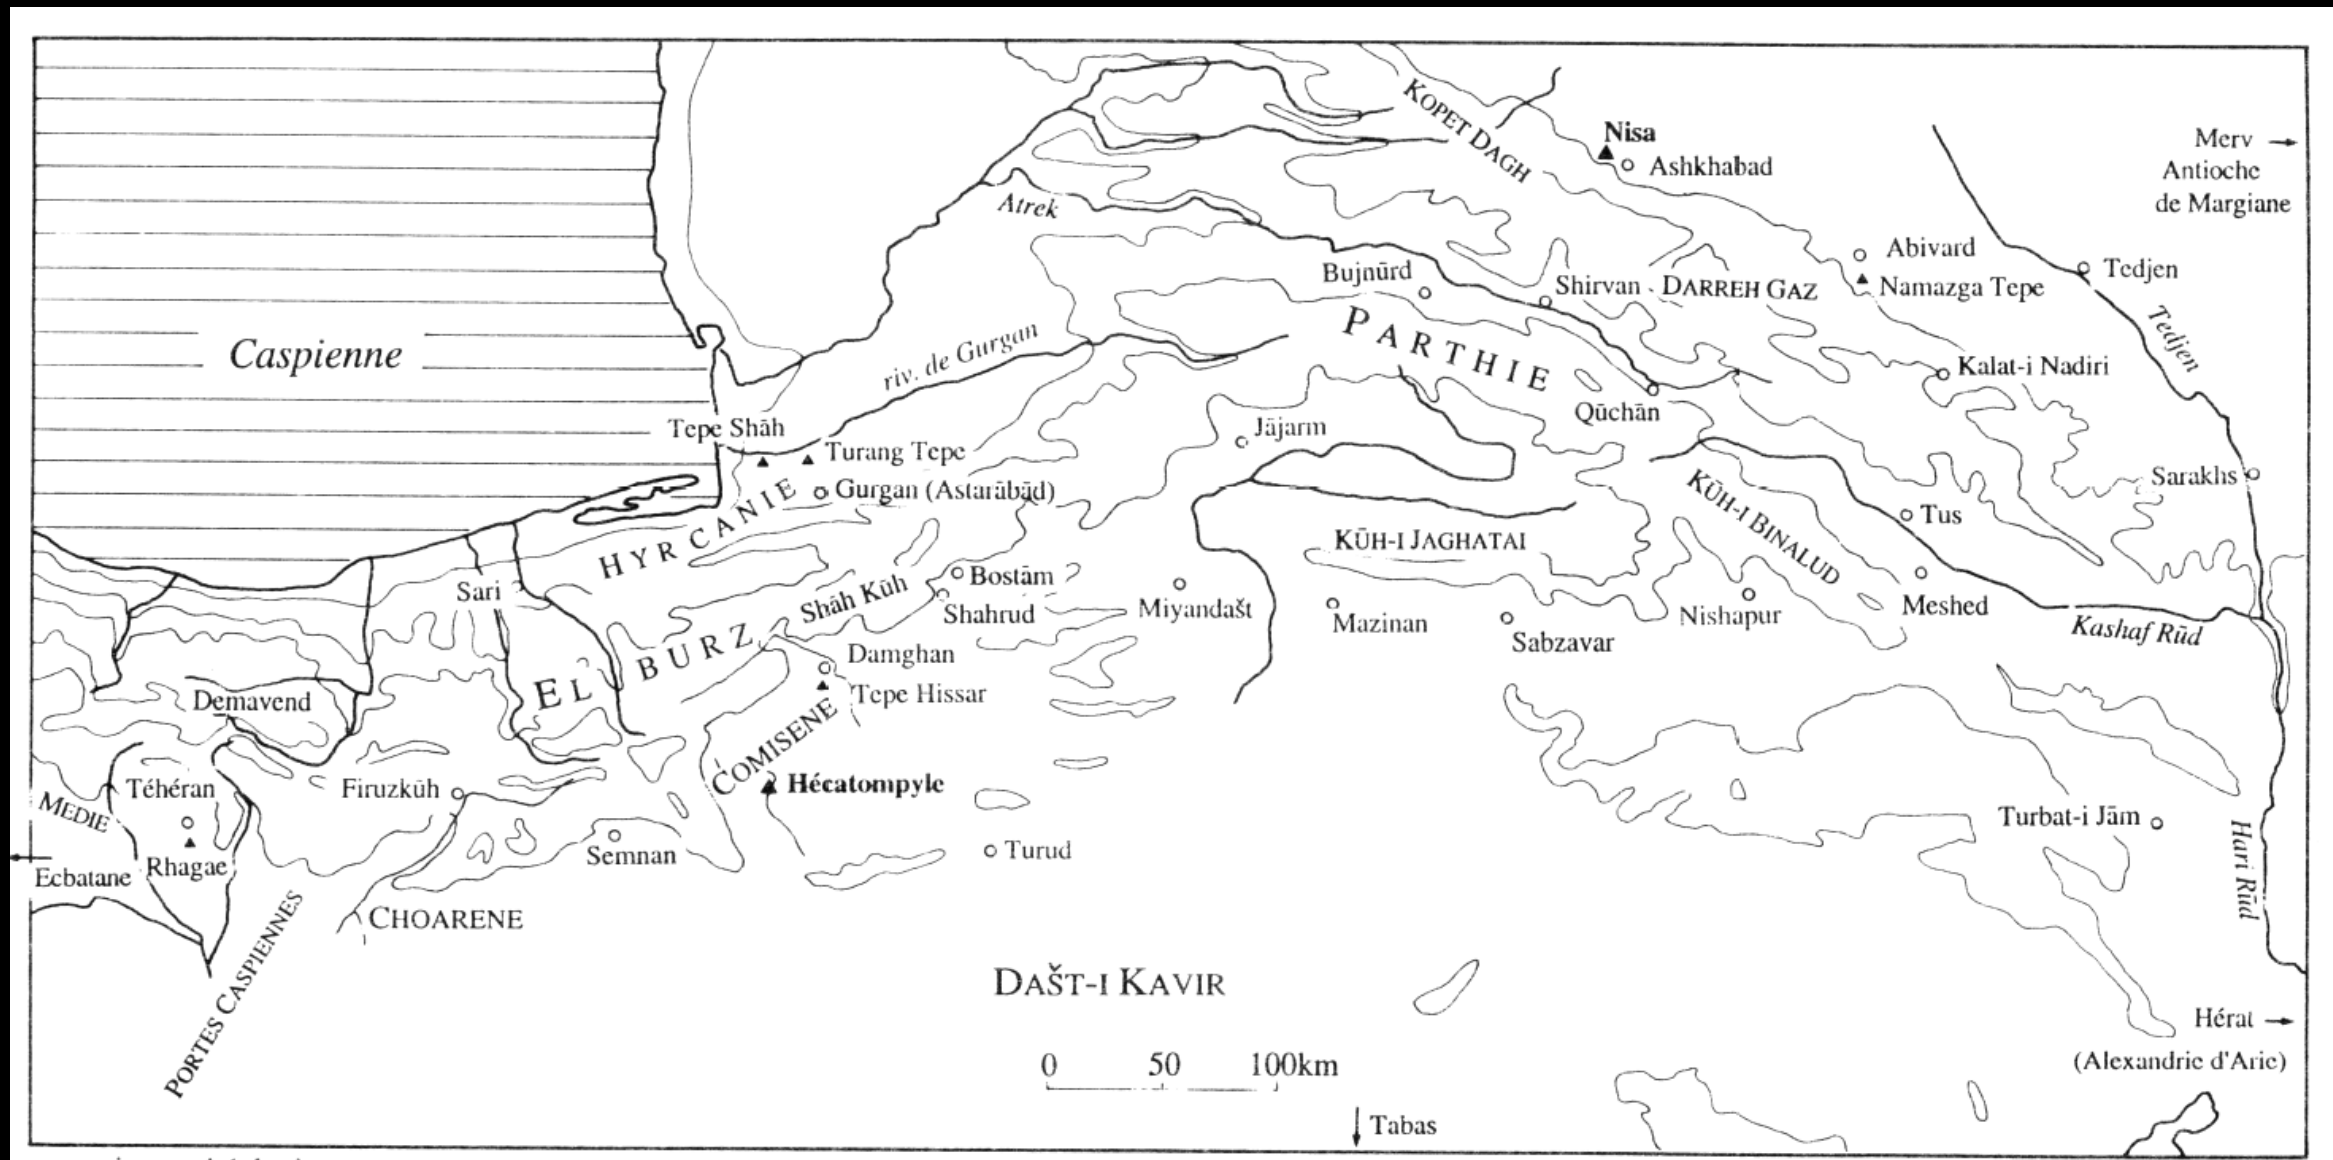 KOPET DAGH
Nisa
Ashkhabad
Merv
Antioche
de Margiane
Atrek
Abivard
Namazga Tepe
Tedjen
Tedjen
Bujnūrd
Shirvan
DARREH GAZ
PARTHIE
Caspienne
riv. de Gurgan
Kalat-i Nadiri
Qūchān
Tepe Shāh
Turang Tepe
Gurgan (Astarābād)
Jājarm
Sarakhs
HYRCANIE
KŪH-I JAGHATAI
KŪH-I BINALUD
Tus
Sari
Bostām
Shahrud
Shāh Kūh
Miyandašt
Mazinan
Sabzavar
Nishapur
Meshed
Kashaf Rūd
ELBURZ
Damghan
Tepe Hissar
Demavend
COMISENE
Hécatompyle
Téhéran
Firuzkūh
MEDIE
Rhagae
Ecbatane
Semnan
Turud
Turbat-i Jām
Hari Rūd
CHOARENE
PORTES CASPIENNES
DAŠT-I KAVIR
0 50 100km
Hérat
(Alexandrie d'Arie)
Tabas